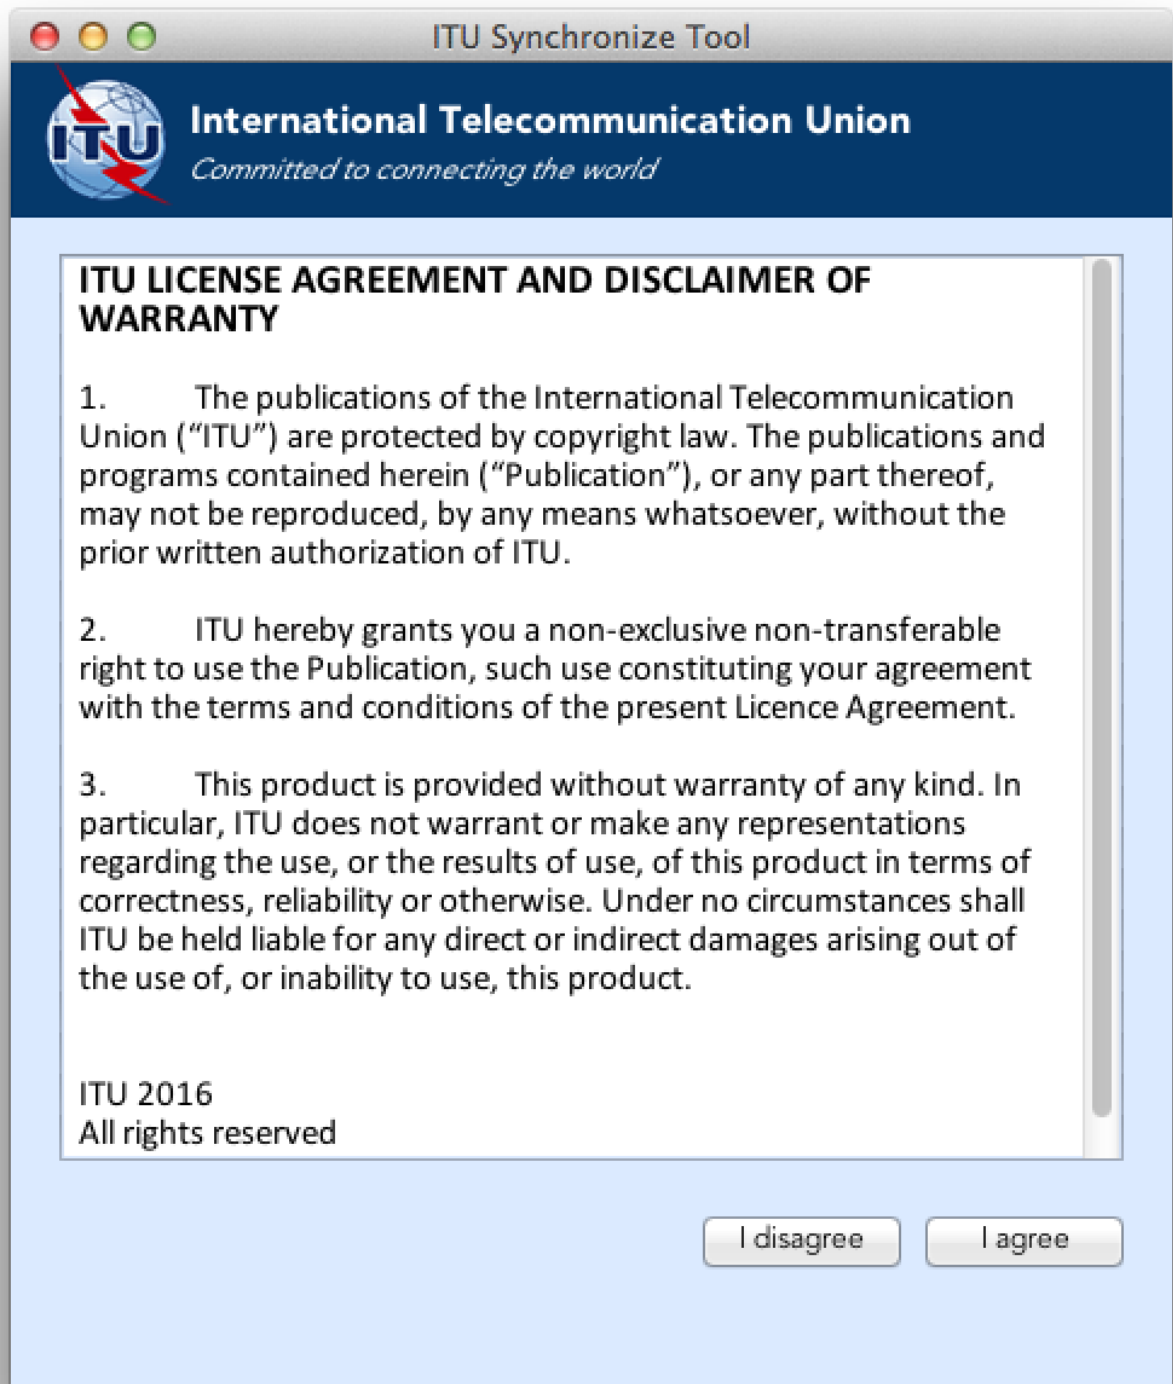 ITU Synchronize Tool
ITU
International Telecommunication Union
Committed to connecting the world
ITU LICENSE AGREEMENT AND DISCLAIMER OF
WARRANTY
1. The publications of the International Telecommunication
Union (“ITU”) are protected by copyright law. The publications and
programs contained herein (“Publication”), or any part thereof,
may not be reproduced, by any means whatsoever, without the
prior written authorization of ITU.
2. ITU hereby grants you a non-exclusive non-transferable
right to use the Publication, such use constituting your agreement
with the terms and conditions of the present Licence Agreement.
3. This product is provided without warranty of any kind. In
particular, ITU does not warrant or make any representations
regarding the use, or the results of use, of this product in terms of
correctness, reliability or otherwise. Under no circumstances shall
ITU be held liable for any direct or indirect damages arising out of
the use of, or inability to use, this product.
ITU 2016
All rights reserved
I disagree
I agree